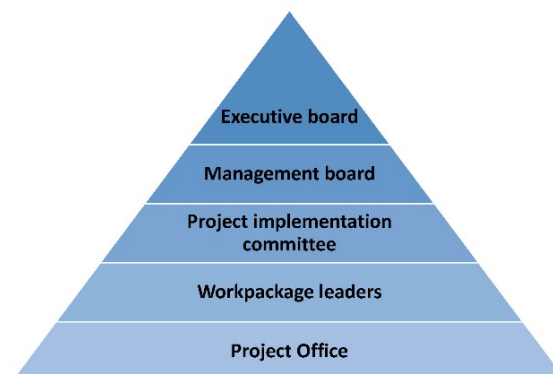 Executive board
Management board
Project implementation
committee
Workpackage leaders
Project Office